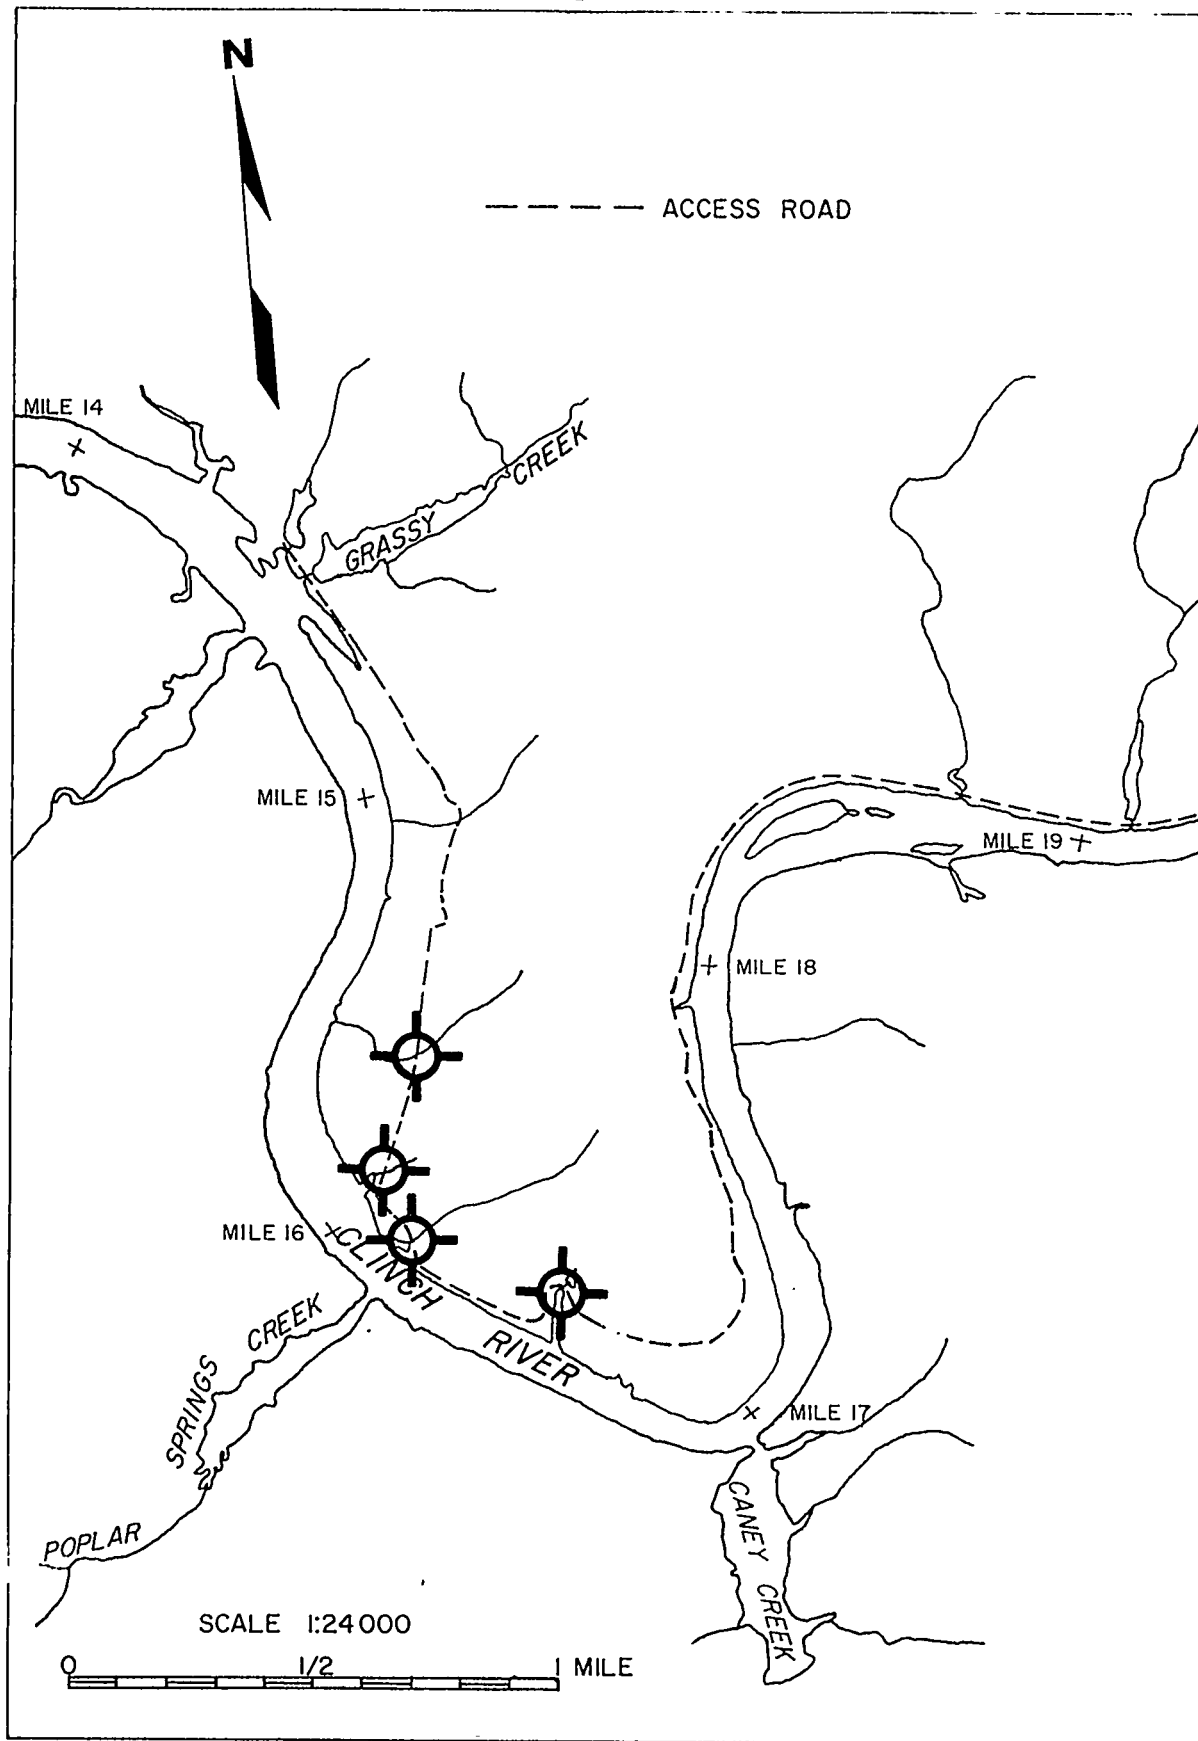 N
ACCESS ROAD
MILE 14
GRASSY CREEK
MILE 15
MILE 19
MILE 18
MILE 16
CLINCH RIVER
MILE 17
POPLAR SPRINGS CREEK
CANEY CREEK
SCALE 1:24000
0 1/2 1 MILE